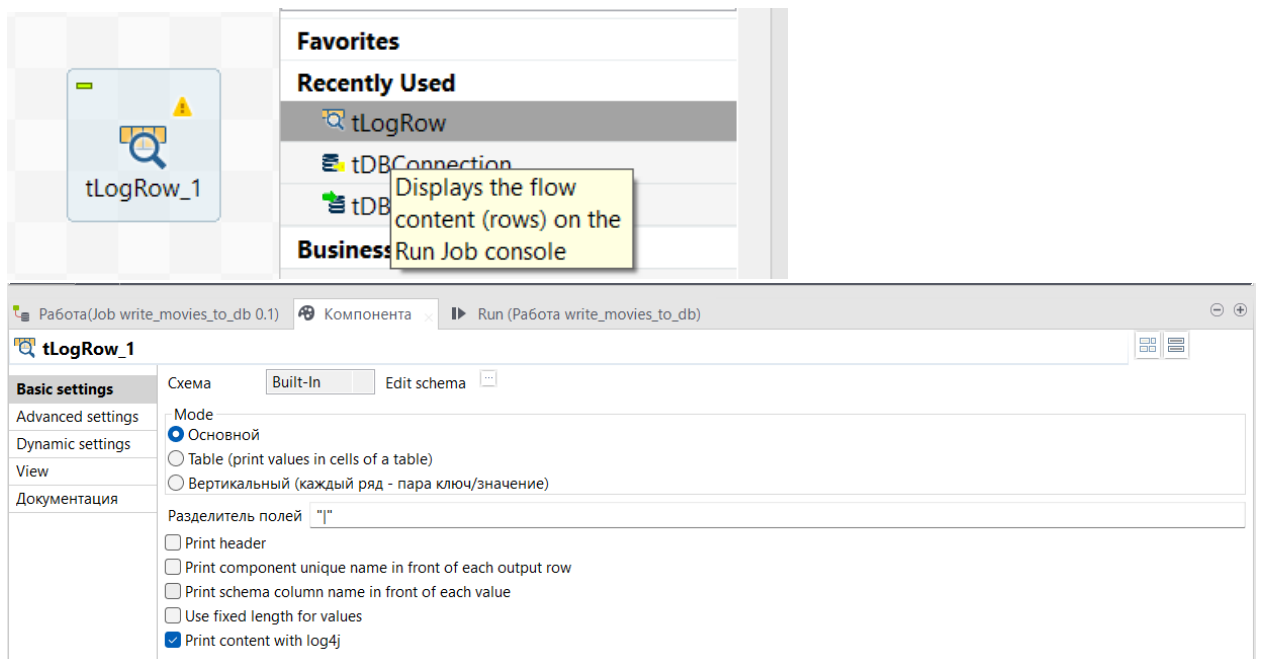 Favorites
Recently Used
tLogRow
tDBConnection
tDB
Business
Displays the flow
content (rows) on the
Run Job console
tLogRow_1
Работа(Job write_movies_to_db 0.1)
Компонента
Run (Работа write_movies_to_db)
tLogRow_1
Basic settings
Advanced settings
Dynamic settings
View
Документация
Схема Built-In Edit schema ...
Mode
Основной
Table (print values in cells of a table)
Вертикальный (каждый ряд - пара ключ/значение)
Разделитель полей "|"
Print header
Print component unique name in front of each output row
Print schema column name in front of each value
Use fixed length for values
Print content with log4j